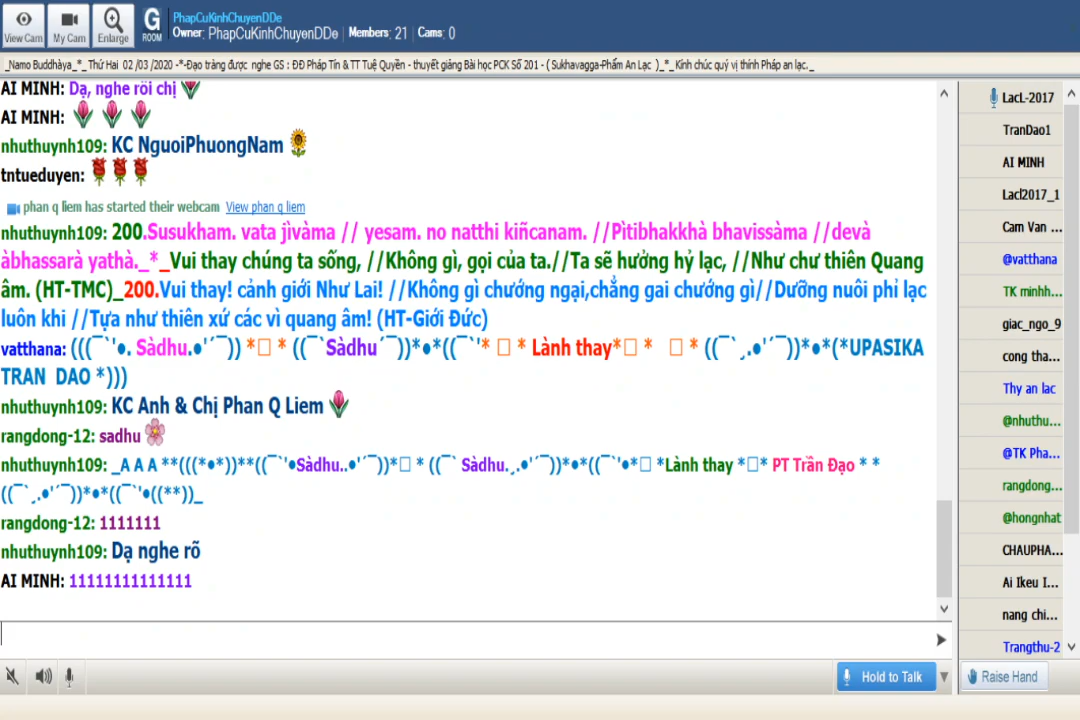 PhapCuKinhChuyenDDe
Owner: PhapCuKinhChuyenDDe Members: 21 Cams: 0
View Cam My Cam Enlarge G ROOM
_Namo Buddhàya_*_ Thứ Hai 02 /03 /2020 -*-Đạo tràng được nghe GS : ĐĐ Pháp Tín & TT Tuệ Quyền - thuyết giảng Bài học PCK Số 201 - ( Sukhavagga-Phẩm An Lạc )_*_ Kính chúc quý vị thính Pháp an lạc._
AI MINH: Dạ, nghe rồi chị
AI MINH:
nhuthuynh109: KC NguoiPhuongNam
tntueduyen:
phan q liem has started their webcam View phan q liem
nhuthuynh109: 200.Susukham. vata jìvàma // yesam. no natthi kiñcanam. //Pìtibhakkhà bhavissàma //devà
àbhassarà yathà._*_Vui thay chúng ta sống, //Không gì, gọi của ta.//Ta sẽ hưởng hỷ lạc, //Như chư thiên Quang
âm. (HT-TMC)_200.Vui thay! cảnh giới Như Lai! //Không gì chướng ngại,chẳng gai chướng gì//Dưỡng nuôi phỉ lạc
luôn khi //Tựa như thiên xứ các vì quang âm! (HT-Giới Đức)
vatthana: (((¯`'•. Sàdhu.•'´¯)) *▯ * ((¯`Sàdhu´¯))*•*((¯`'* ▯ * Lành thay*▯ * ▯ * ((¯`¸.•'´¯))*•*(*UPASIKA
TRAN DAO *)))
nhuthuynh109: KC Anh & Chị Phan Q Liem
rangdong-12: sadhu
nhuthuynh109: _A A A **(((*•*))**((¯`'•Sàdhu..•'´¯))*▯ * ((¯` Sàdhu.¸.•'´¯))*•*((¯`'•*▯ *Lành thay *▯* PT Trần Đạo * *
((¯`¸.•'´¯))*•*((¯`'•((**))_
rangdong-12: 1111111
nhuthuynh109: Dạ nghe rõ
AI MINH: 11111111111111
LacL-2017
TranDao1
AI MINH
Lacl2017_1
Cam Van ...
@vatthana
TK minhh...
giac_ngo_9
cong tha...
Thy an lac
@nhuthu...
@TK Pha...
rangdong...
@hongnhat
CHAUPHA...
Ai Ikeu I...
nang chi...
Trangthu-2
Hold to Talk
Raise Hand